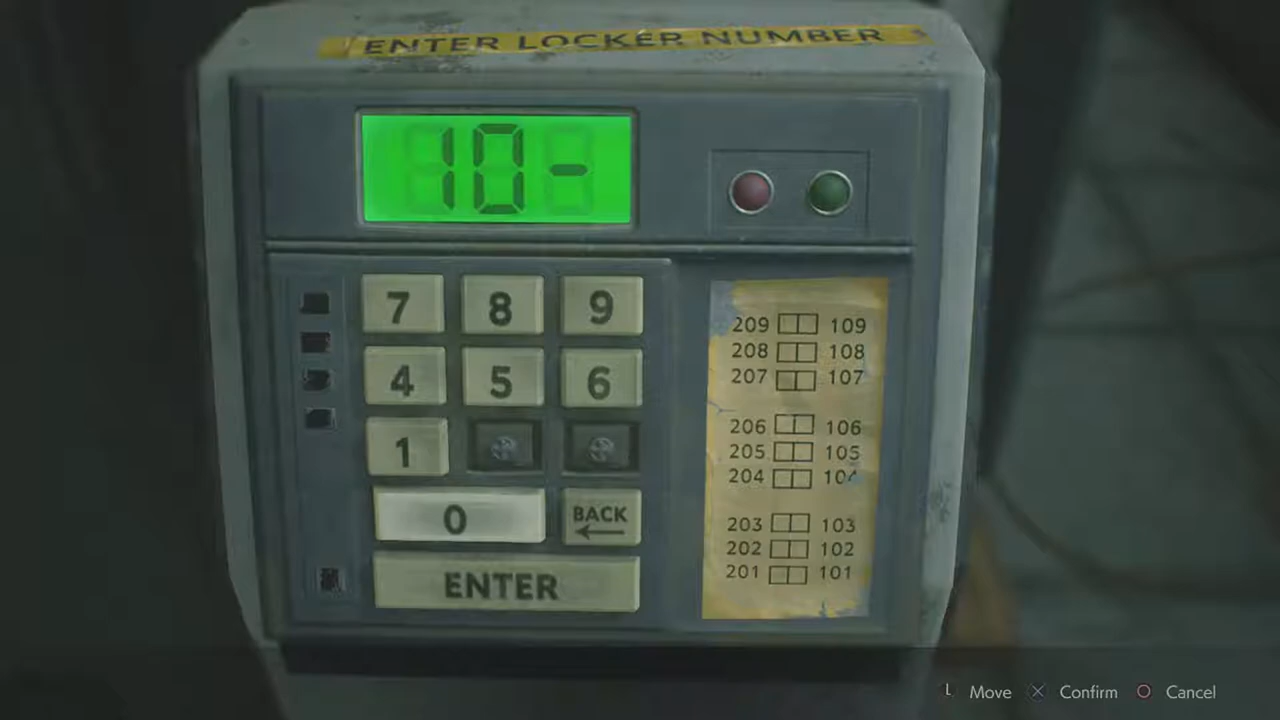 ENTER LOCKER NUMBER
10-
7 8 9
4 5 6
1
0 BACK
ENTER
209 109
208 108
207 107
206 106
205 105
204 104
203 103
202 102
201 101
L Move X Confirm O Cancel